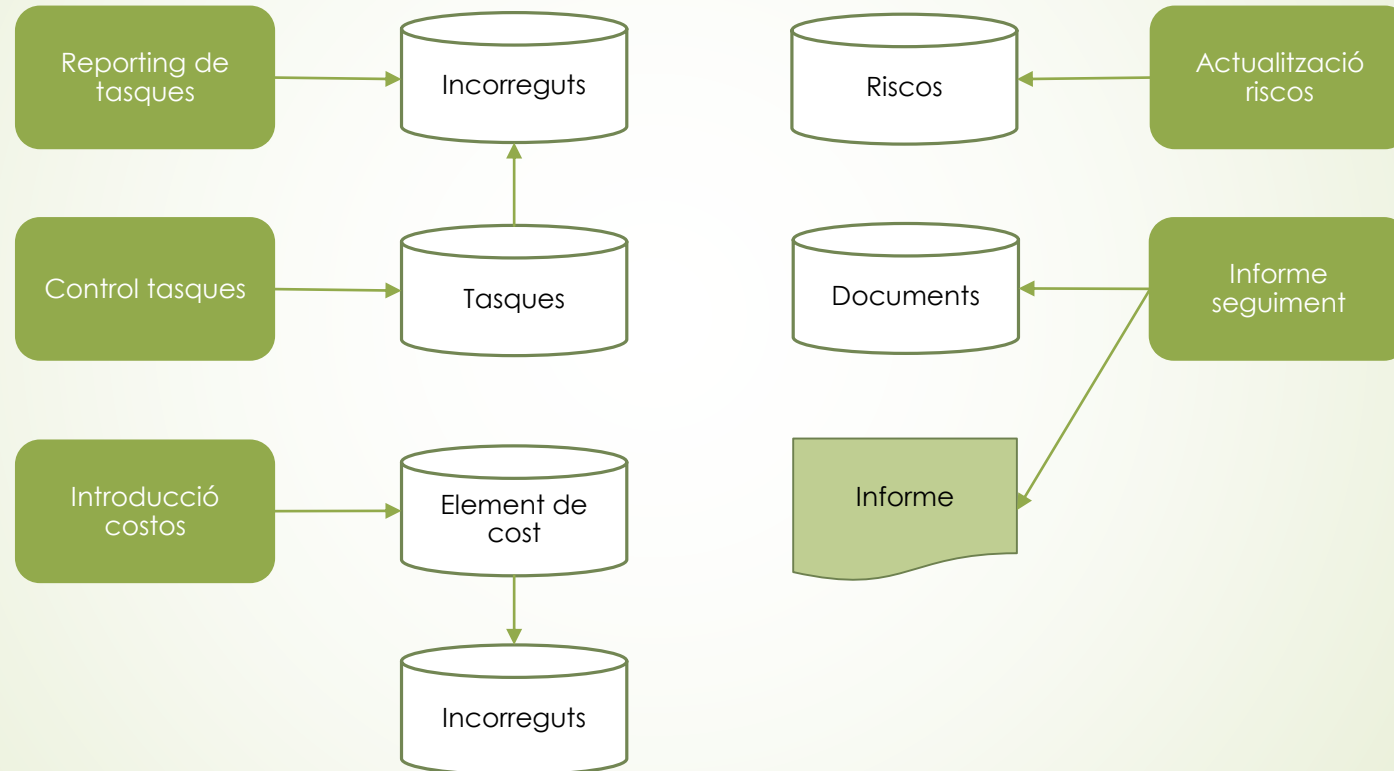 Reporting de
tasques
Incorreguts
Riscos
Actualització
riscos
Control tasques
Tasques
Documents
Informe
seguiment
Introducció
costos
Element de
cost
Informe
Incorreguts